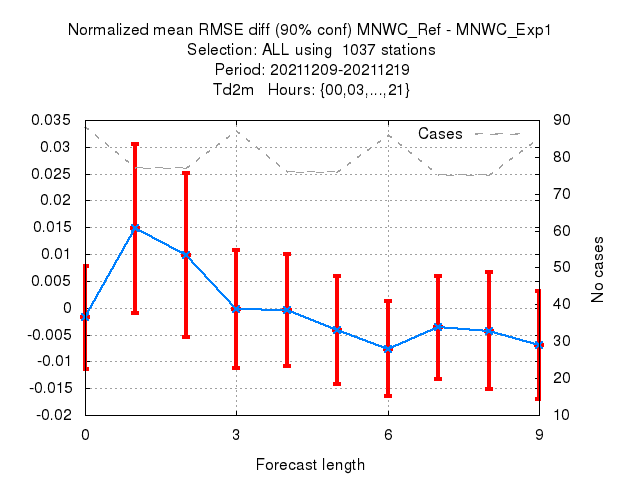 Normalized mean RMSE diff (90% conf) MNWC_Ref - MNWC_Exp1
Selection: ALL using  1037 stations
Period: 20211209-20211219
Td2m   Hours: {00,03,...,21}
Cases
0.035
0.03
0.025
0.02
0.015
0.01
0.005
0
-0.005
-0.01
-0.015
-0.02
90
80
70
60
50
40
30
20
10
No cases
0 3 6 9
Forecast length